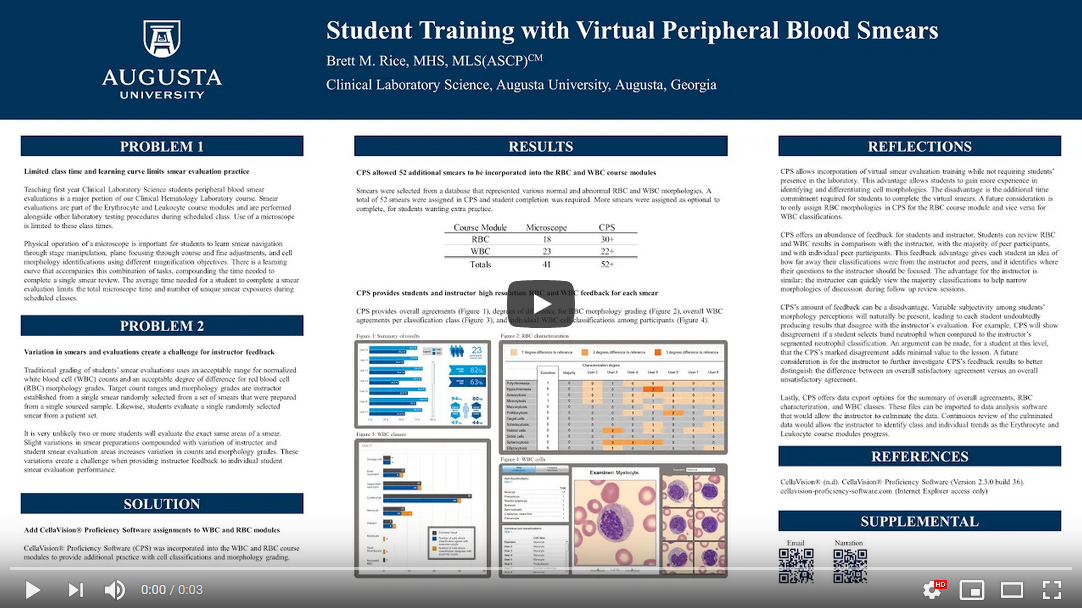 AUGUSTA
UNIVERSITY
Student Training with Virtual Peripheral Blood Smears
Brett M. Rice, MHS, MLS(ASCP)CM
Clinical Laboratory Science, Augusta University, Augusta, Georgia
PROBLEM 1
Limited class time and learning curve limits smear evaluation practice
Teaching first year Clinical Laboratory Science students peripheral blood smear
evaluations is a major portion of our Clinical Hematology Laboratory course. Smear
evaluations are part of the Erythrocyte and Leukocyte course modules and are performed
alongside other laboratory testing procedures during scheduled class. Use of a microscope
is limited to these class times.
Physical operation of a microscope is important for students to learn smear navigation
through stage manipulation, plane focusing through course and fine adjustments, and cell
morphology identifications using different magnification objectives. There is a learning
curve that accompanies this combination of tasks, compounding the time needed to
complete a single smear review. The average time needed for a student to complete a smear
evaluation limits the total microscope time and number of unique smear exposures during
scheduled classes.
PROBLEM 2
Variation in smears and evaluations create a challenge for instructor feedback
Traditional grading of students' smear evaluations uses an acceptable range for normalized
white blood cell (WBC) counts and an acceptable degree of difference for red blood cell
(RBC) morphology grades. Target count ranges and morphology grades are instructor
established from a single smear randomly selected from a set of smears that were prepared
from a single sourced sample. Likewise, students evaluate a single randomly selected
smear from a patient set.
It is very unlikely two or more students will evaluate the exact same areas of a smear.
Slight variations in smear preparations compounded with variation of instructor and
student smear evaluation areas increases variation in counts and morphology grades. These
variations create a challenge when providing instructor feedback to individual student
smear evaluation performance.
SOLUTION
Add CellaVision® Proficiency Software assignments to WBC and RBC modules
CellaVision® Proficiency Software (CPS) was incorporated into the WBC and RBC course
modules to provide additional practice with cell classifications and morphology grading.
RESULTS
CPS allowed 52 additional smears to be incorporated into the RBC and WBC course modules
Smears were selected from a database that represented various normal and abnormal RBC and WBC morphologies. A
total of 52 smears were assigned in CPS and student completion was required. More smears were assigned as optional to
complete, for students wanting extra practice.
Course Module Microscope CPS
RBC 18 30+
WBC 23 22+
Totals 41 52+
CPS provides students and instructor high resolution RBC and WBC feedback for each smear
CPS provides overall agreements (Figure 1), degrees of difference for RBC morphology grading (Figure 2), overall WBC
agreements per classification class (Figure 3), and individual WBC cell classifications among participants (Figure 4).
Figure 1: Summary of results
23
82%
63%
Figure 2: RBC characterization
1 degree difference to reference
2 degree difference to reference
3 degree difference to reference
Figure 3: WBC classes
Figure 4: WBC cells
Examiner: Myelocyte
REFLECTIONS
CPS allows incorporation of virtual smear evaluation training while not requiring students'
presence in the laboratory. This advantage allows students to gain more experience in
identifying and differentiating cell morphologies. The disadvantage is the additional time
commitment required for students to complete the virtual smears. A future consideration is
to only assign RBC morphologies in CPS for the RBC course module and vice versa for
WBC classifications.
CPS offers an abundance of feedback for students and instructor. Students can review RBC
and WBC results in comparison with the instructor, with the majority of peer participants,
and with individual peer participants. This feedback advantage gives each student an idea of
how far away their classifications were from the instructor and peers, and it identifies where
their questions to the instructor should be focused. The advantage for the instructor is
similar; the instructor can quickly view the majority classifications to help narrow
morphologies of discussion during follow up review sessions.
CPS's amount of feedback can be a disadvantage. Variable subjectivity among students'
morphology perceptions will naturally be present, leading to each student undoubtedly
producing results that disagree with the instructor's evaluation. For example, CPS will show
disagreement if a student selects band neutrophil when compared to the instructor's
segmented neutrophil classification. An argument can be made, for a student at this level,
that the CPS's marked disagreement adds minimal value to the lesson. A future
consideration is for the instructor to further investigate CPS's feedback results to better
distinguish the difference between an overall satisfactory agreement versus an overall
unsatisfactory agreement.
Lastly, CPS offers data export options for the summary of overall agreements, RBC
characterization, and WBC classes. These files can be imported to data analysis software
that would allow the instructor to culminate the data. Continuous review of the culminated
data would allow the instructor to identify class and individual trends as the Erythrocyte and
Leukocyte course modules progress.
REFERENCES
CellaVision® (n.d). CellaVision® Proficiency Software (Version 2.3.0 build 36).
cellavision-proficiency-software.com (Internet Explorer access only)
SUPPLEMENTAL
Email Narration
0:00 / 0:03
HD